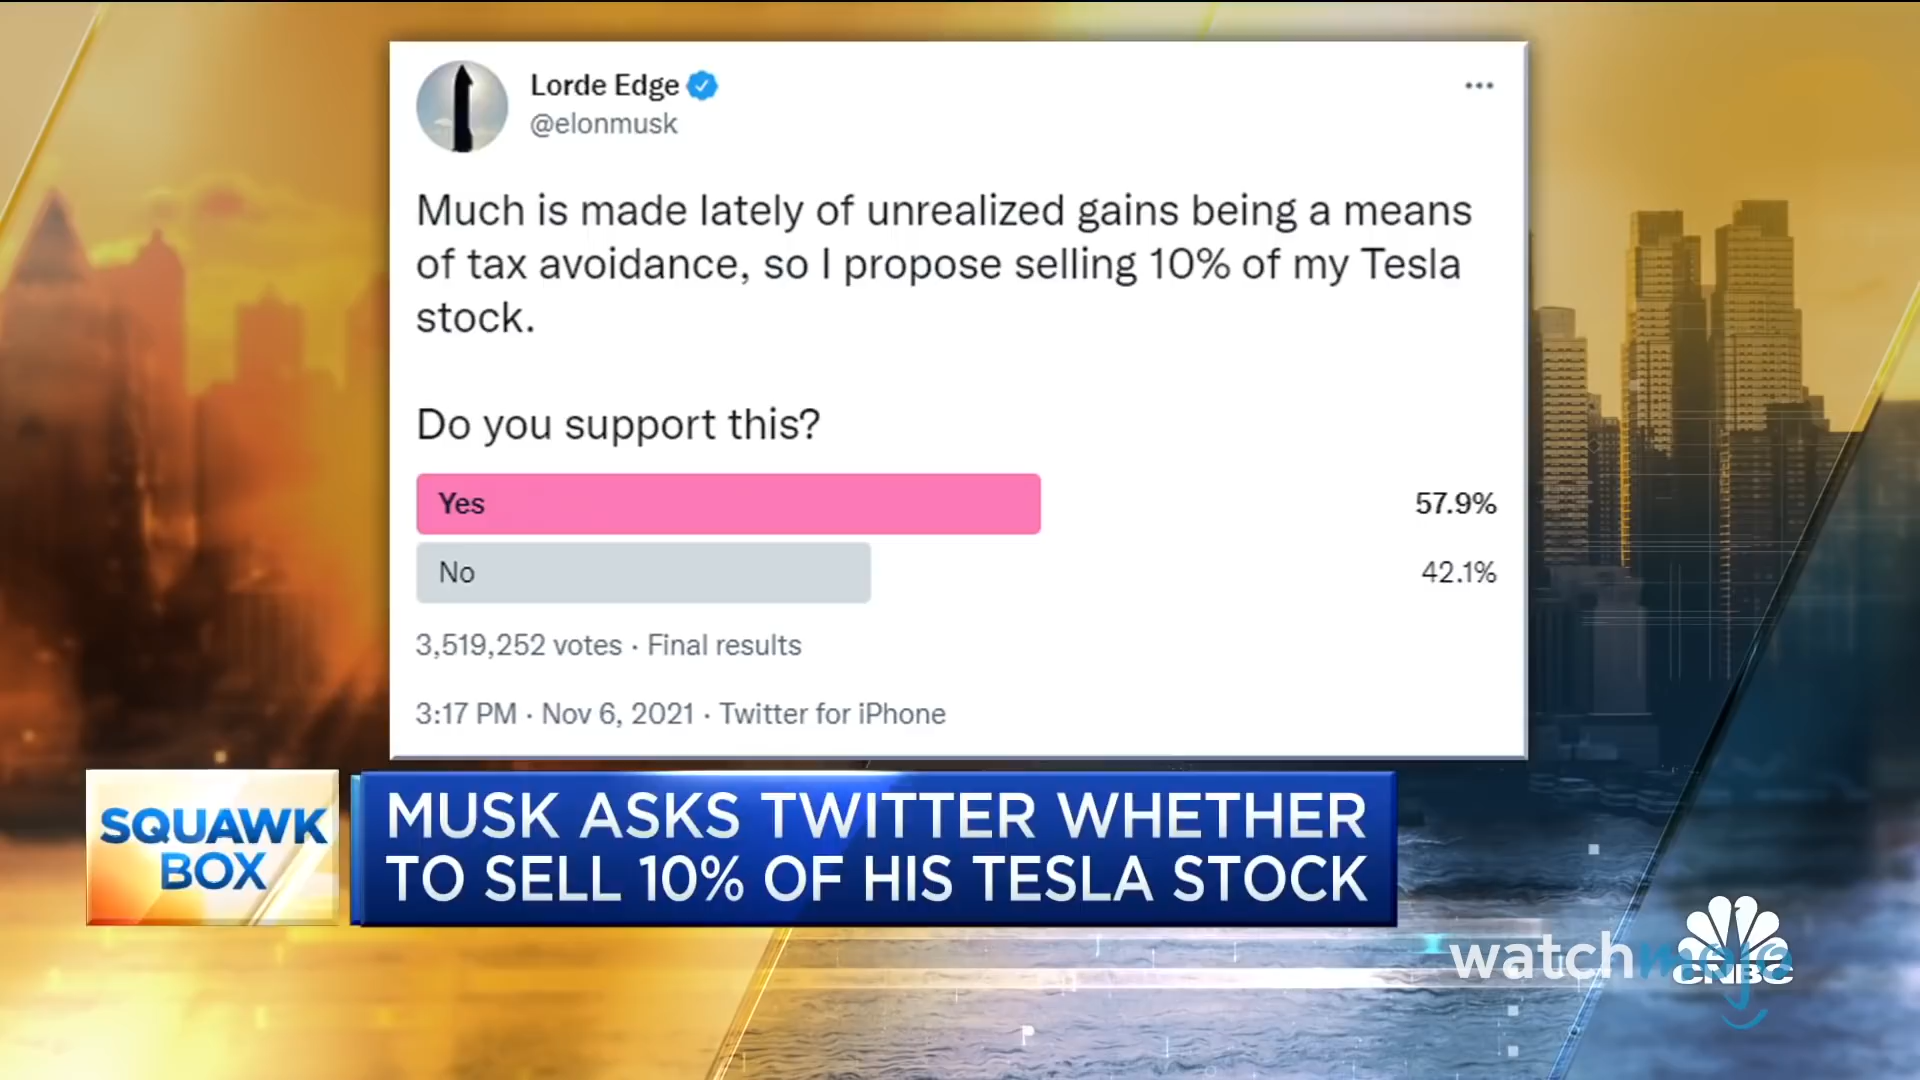 Lorde Edge
@elonmusk
Much is made lately of unrealized gains being a means
of tax avoidance, so I propose selling 10% of my Tesla
stock.
Do you support this?
Yes 57.9%
No 42.1%
3,519,252 votes · Final results
3:17 PM · Nov 6, 2021 · Twitter for iPhone
SQUAWK
BOX
MUSK ASKS TWITTER WHETHER
TO SELL 10% OF HIS TESLA STOCK
watchmojo
CNBC